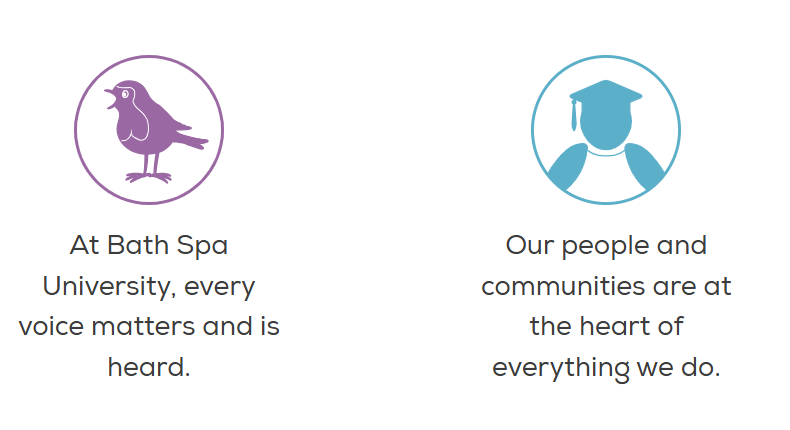 At Bath Spa
University, every
voice matters and is
heard.
Our people and
communities are at
the heart of
everything we do.